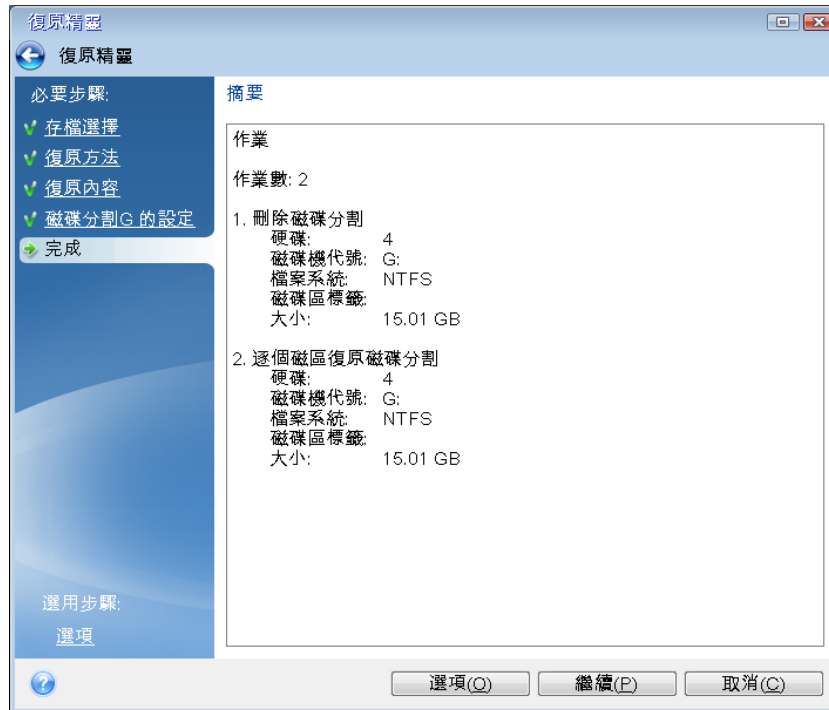 復原精靈
復原精靈
必要步驟:
存檔選擇
復原方法
復原內容
磁碟分割G 的設定
完成
選用步驟:
選項
摘要
作業
作業數: 2
1. 刪除磁碟分割
硬碟: 4
磁碟機代號: G:
檔案系統: NTFS
磁碟區標籤:
大小: 15.01 GB
2. 逐個磁區復原磁碟分割
硬碟: 4
磁碟機代號: G:
檔案系統: NTFS
磁碟區標籤:
大小: 15.01 GB
選項(O)
繼續(P)
取消(C)